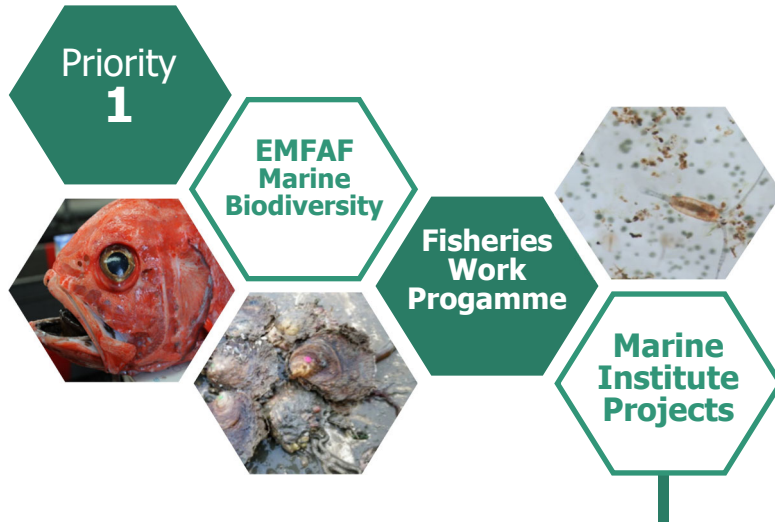 Priority
1
EMFAF
Marine
Biodiversity
Fisheries
Work
Progamme
Marine
Institute
Projects